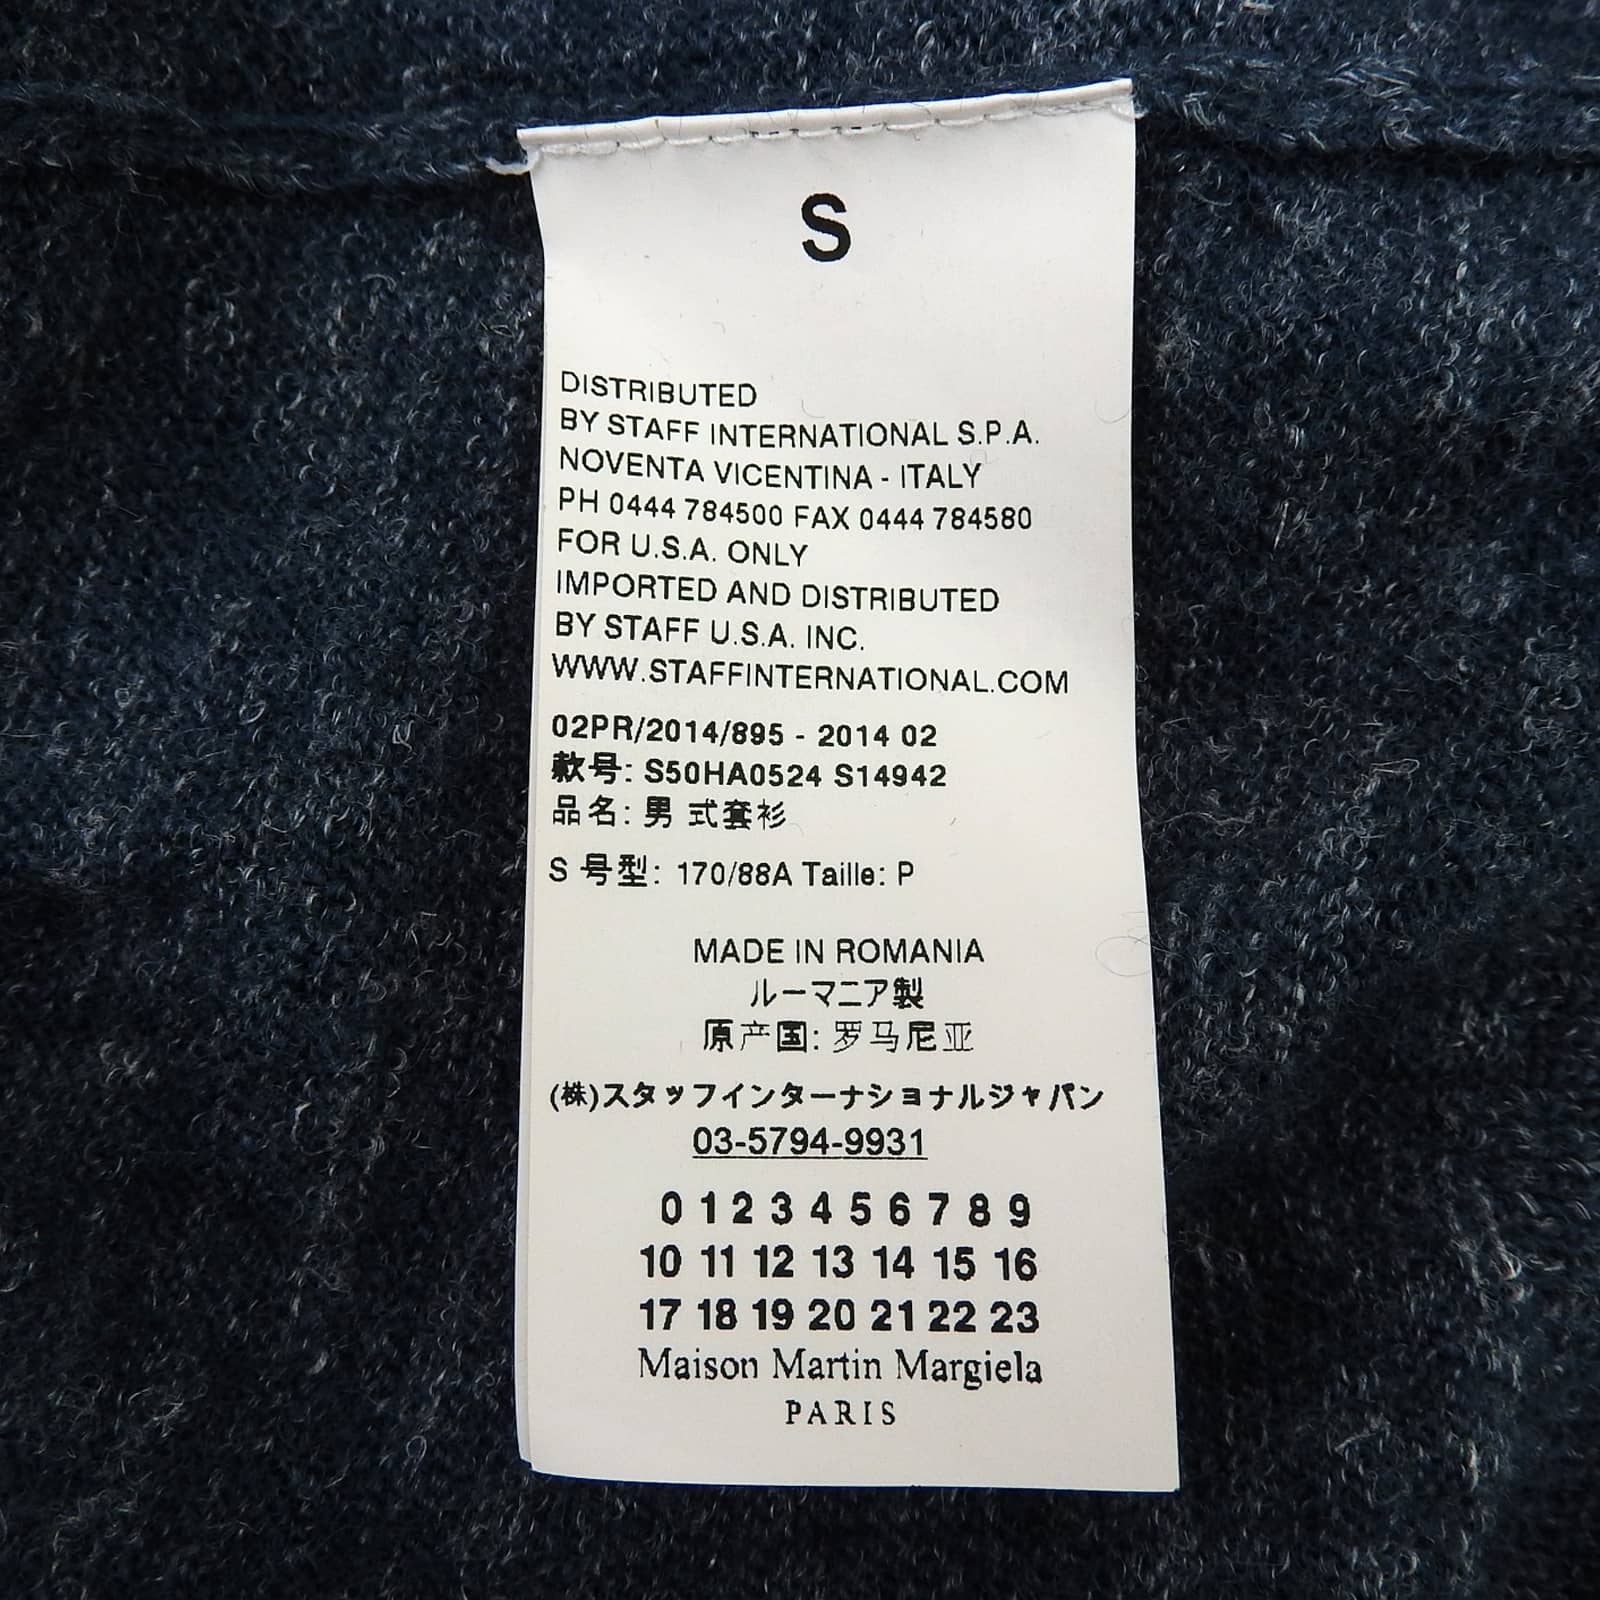 S
DISTRIBUTED
BY STAFF INTERNATIONAL S.P.A.
NOVENTA VICENTINA - ITALY
PH 0444 784500 FAX 0444 784580
FOR U.S.A. ONLY
IMPORTED AND DISTRIBUTED
BY STAFF U.S.A. INC.
WWW.STAFFINTERNATIONAL.COM
02PR/2014/895 - 2014 02
款号: S50HA0524 S14942
品名: 男 式套衫
S 号型: 170/88A Taille: P
MADE IN ROMANIA
ルーマニア製
原产国: 罗马尼亚
(株)スタッフインターナショナルジャパン
03-5794-9931
0 1 2 3 4 5 6 7 8 9
10 11 12 13 14 15 16
17 18 19 20 21 22 23
Maison Martin Margiela
PARIS